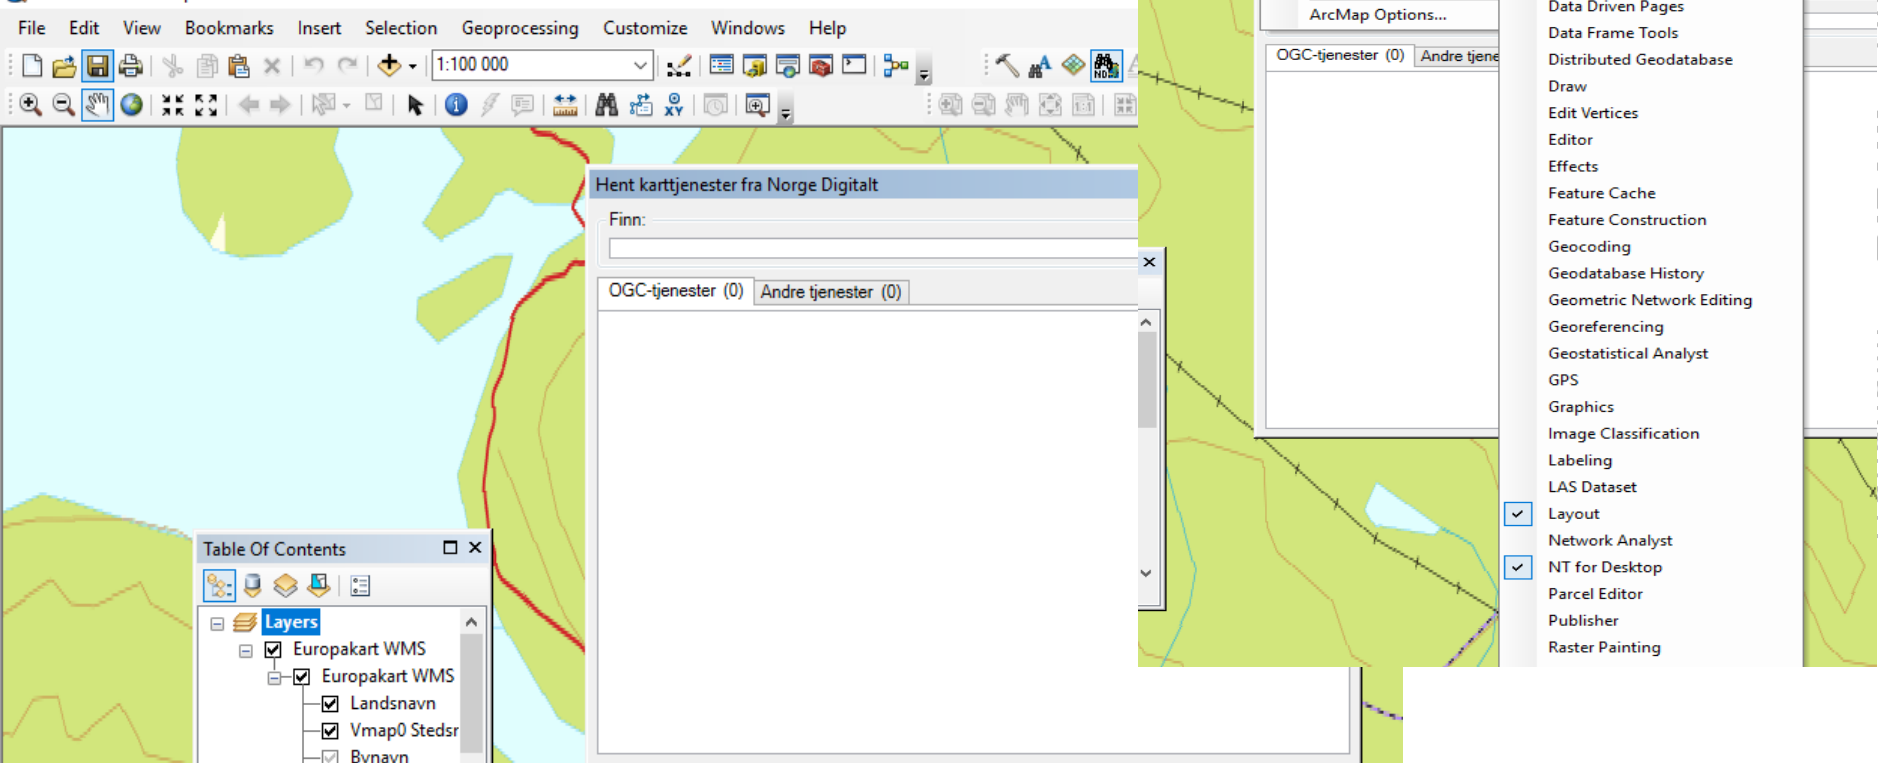 File Edit View Bookmarks Insert Selection Geoprocessing Customize Windows Help
1:100 000
Hent karttjenester fra Norge Digitalt
Finn:
OGC-tjenester (0) Andre tjenester (0)
Table Of Contents
Layers
Europakart WMS
Europakart WMS
Landsnavn
Vmap0 Stedsr
Bynavn
ArcMap Options...
OGC-tjenester (0) Andre tjene
Data Driven Pages
Data Frame Tools
Distributed Geodatabase
Draw
Edit Vertices
Editor
Effects
Feature Cache
Feature Construction
Geocoding
Geodatabase History
Geometric Network Editing
Georeferencing
Geostatistical Analyst
GPS
Graphics
Image Classification
Labeling
LAS Dataset
Layout
Network Analyst
NT for Desktop
Parcel Editor
Publisher
Raster Painting